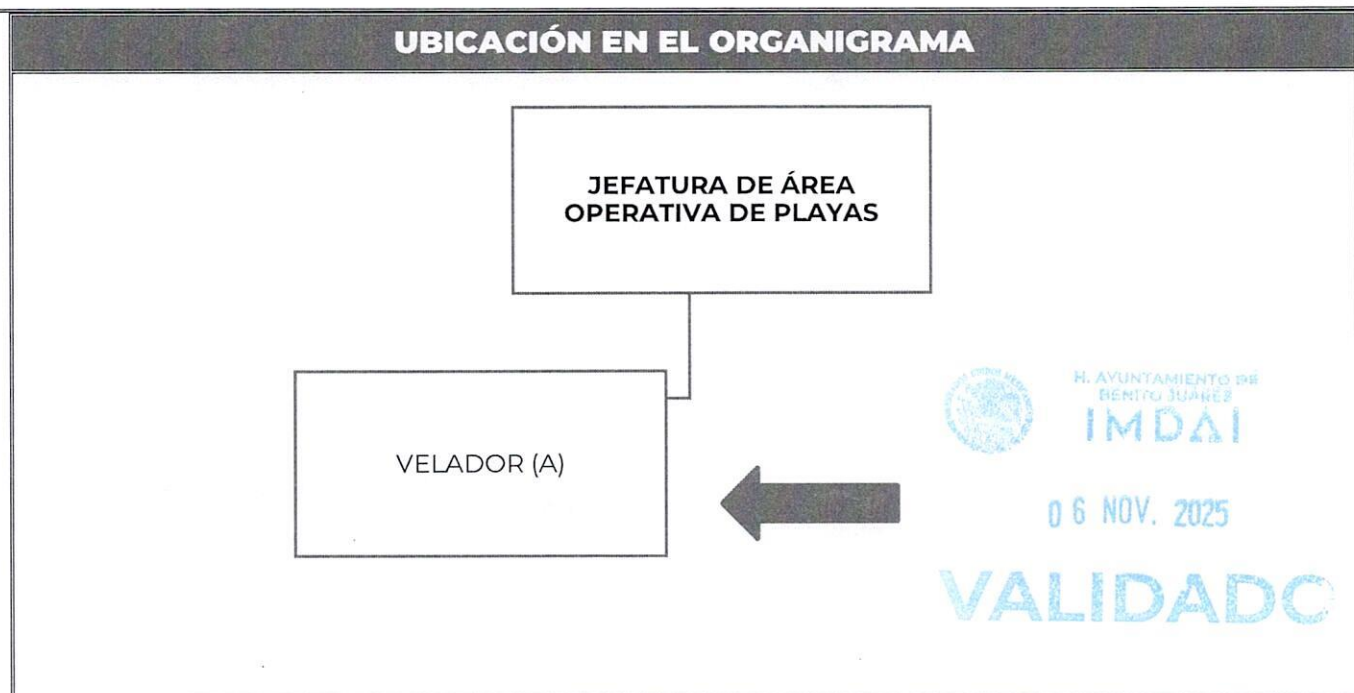 UBICACIÓN EN EL ORGANIGRAMA
JEFATURA DE ÁREA
OPERATIVA DE PLAYAS
VELADOR (A)
H. AYUNTAMIENTO DE
BENITO JUÁREZ
IMDAI
06 NOV. 2025
VALIDADO